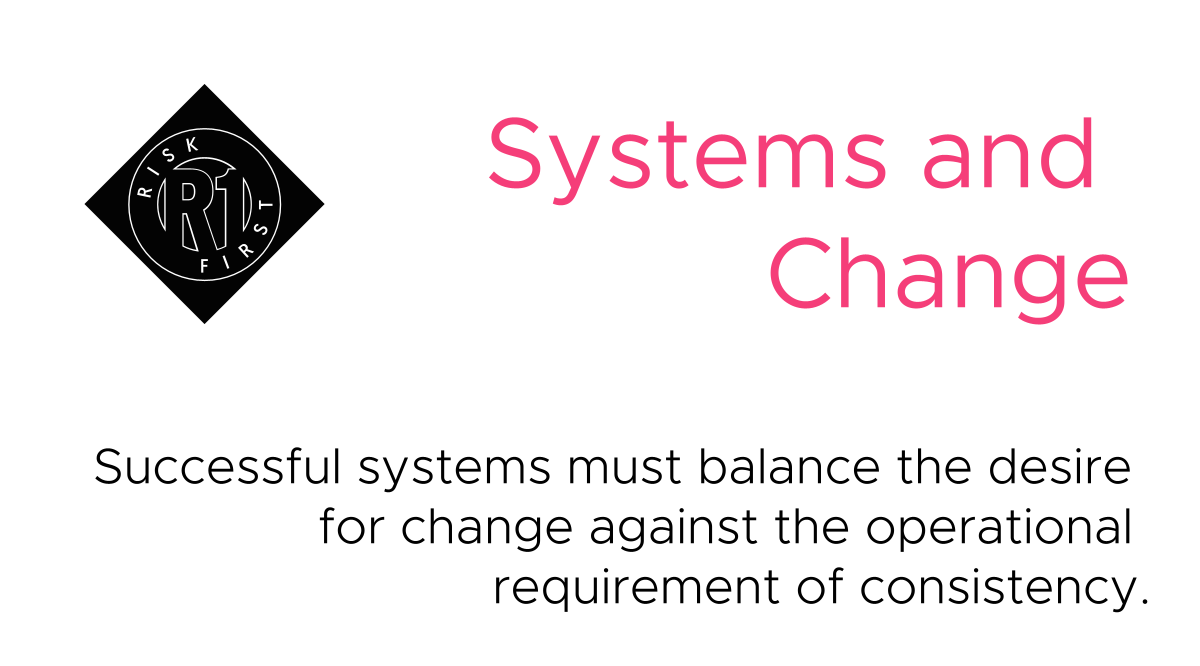 RISK
R1
FIRST
Systems and
Change
Successful systems must balance the desire
for change against the operational
requirement of consistency.